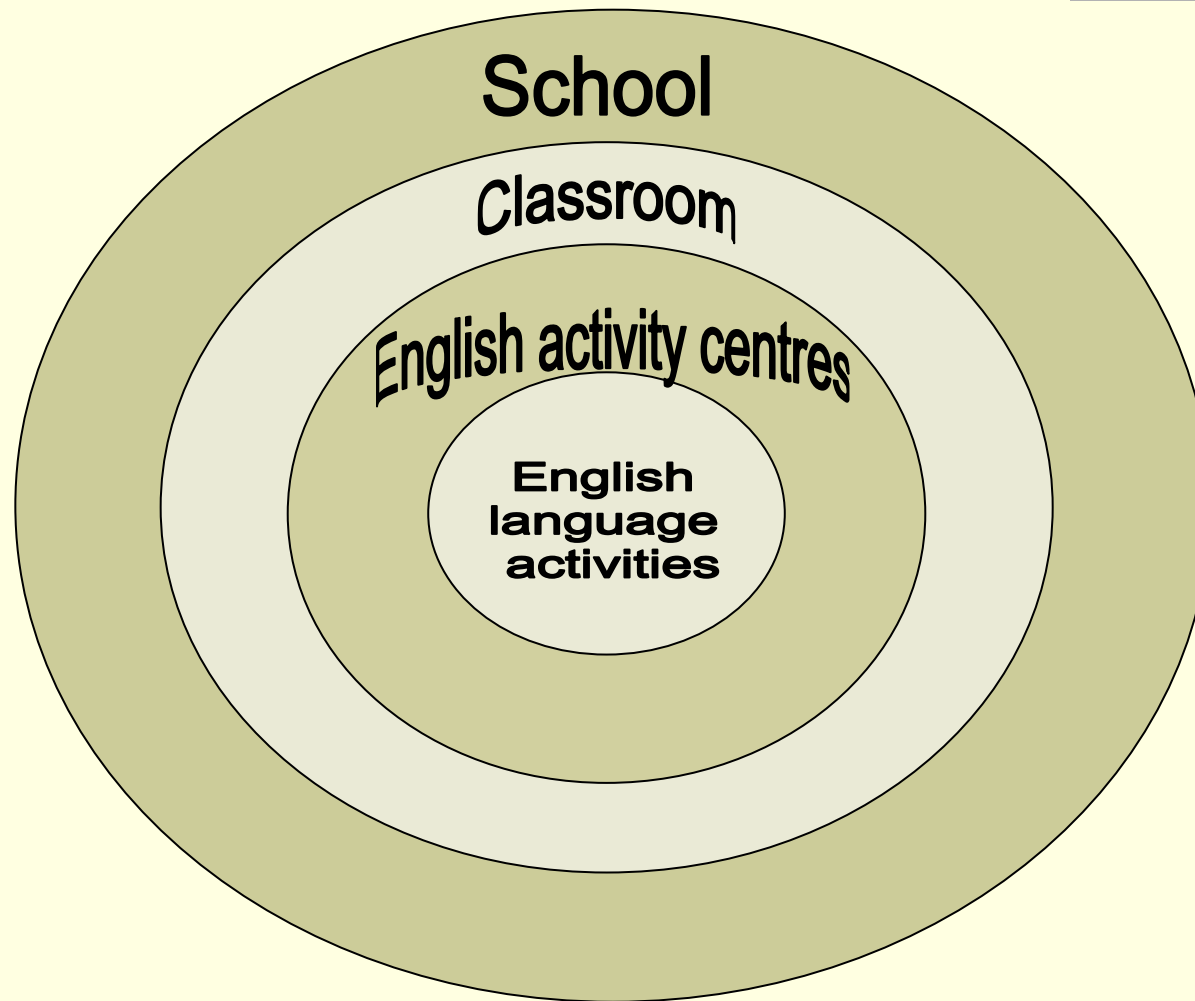 School
Classroom
English activity centres
English
language
activities